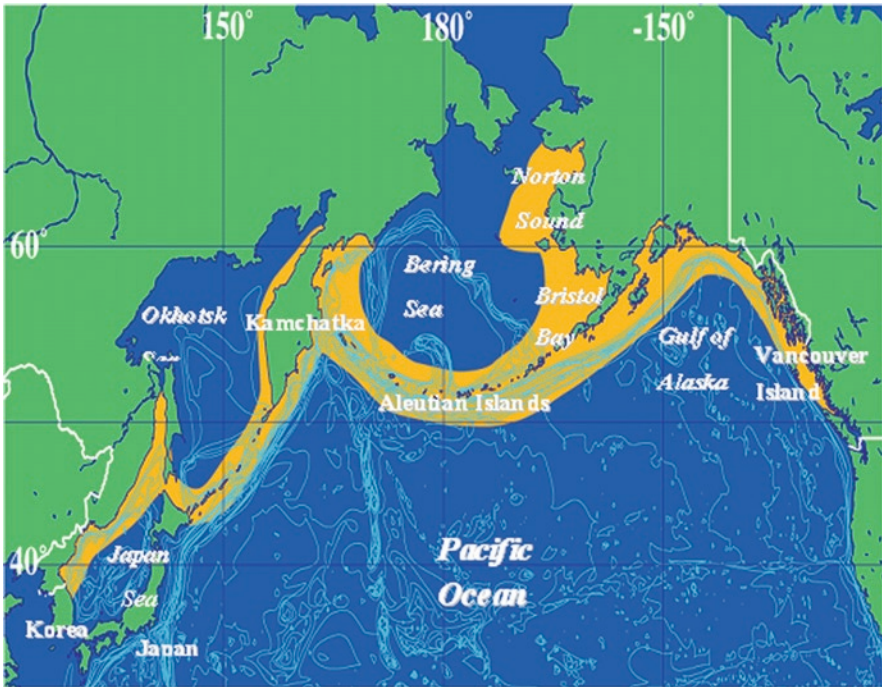 150°
180°
-150°
Norton
Sound
60°
Bering
Sea
Okhotsk
Kamchatka
Bristol
Bay
Gulf of
Alaska
Vancouver
Island
Aleutian Islands
40°
Japan
Sea
Pacific
Ocean
Korea
Japan